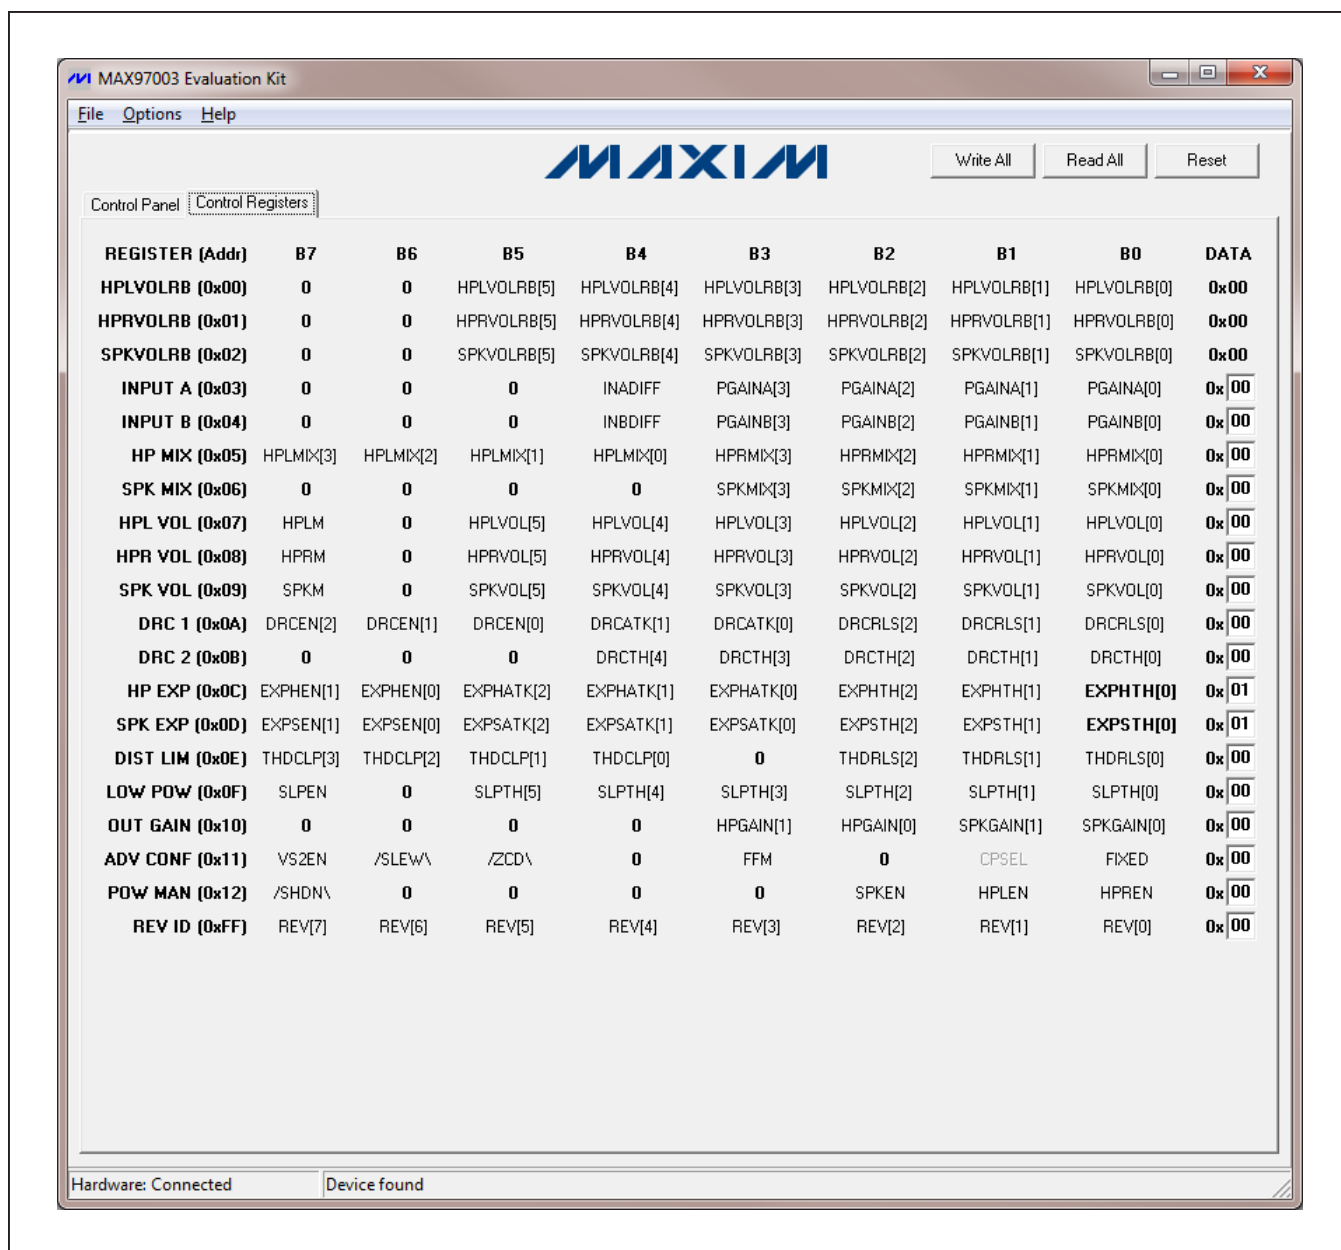 MAX97003 Evaluation Kit
File Options Help
MAXIM Write All Read All Reset
Control Panel Control Registers
REGISTER (Addr) B7 B6 B5 B4 B3 B2 B1 B0 DATA
HPLVOLRB (0x00) 0 0 HPLVOLRB[5] HPLVOLRB[4] HPLVOLRB[3] HPLVOLRB[2] HPLVOLRB[1] HPLVOLRB[0] 0x00
HPRVOLRB (0x01) 0 0 HPRVOLRB[5] HPRVOLRB[4] HPRVOLRB[3] HPRVOLRB[2] HPRVOLRB[1] HPRVOLRB[0] 0x00
SPKVOLRB (0x02) 0 0 SPKVOLRB[5] SPKVOLRB[4] SPKVOLRB[3] SPKVOLRB[2] SPKVOLRB[1] SPKVOLRB[0] 0x00
INPUT A (0x03) 0 0 0 INADIFF PGAINA[3] PGAINA[2] PGAINA[1] PGAINA[0] 0x 00
INPUT B (0x04) 0 0 0 INBDIFF PGAINB[3] PGAINB[2] PGAINB[1] PGAINB[0] 0x 00
HP MIX (0x05) HPLMIX[3] HPLMIX[2] HPLMIX[1] HPLMIX[0] HPRMIX[3] HPRMIX[2] HPRMIX[1] HPRMIX[0] 0x 00
SPK MIX (0x06) 0 0 0 0 SPKMIX[3] SPKMIX[2] SPKMIX[1] SPKMIX[0] 0x 00
HPL VOL (0x07) HPLM 0 HPLVOL[5] HPLVOL[4] HPLVOL[3] HPLVOL[2] HPLVOL[1] HPLVOL[0] 0x 00
HPR VOL (0x08) HPRM 0 HPRVOL[5] HPRVOL[4] HPRVOL[3] HPRVOL[2] HPRVOL[1] HPRVOL[0] 0x 00
SPK VOL (0x09) SPKM 0 SPKVOL[5] SPKVOL[4] SPKVOL[3] SPKVOL[2] SPKVOL[1] SPKVOL[0] 0x 00
DRC 1 (0x0A) DRCEN[2] DRCEN[1] DRCEN[0] DRCATK[1] DRCATK[0] DRCRLS[2] DRCRLS[1] DRCRLS[0] 0x 00
DRC 2 (0x0B) 0 0 0 DRCTH[4] DRCTH[3] DRCTH[2] DRCTH[1] DRCTH[0] 0x 00
HP EXP (0x0C) EXPHEN[1] EXPHEN[0] EXPHATK[2] EXPHATK[1] EXPHATK[0] EXPHTH[2] EXPHTH[1] EXPHTH[0] 0x 01
SPK EXP (0x0D) EXPSEN[1] EXPSEN[0] EXPSATK[2] EXPSATK[1] EXPSATK[0] EXPSTH[2] EXPSTH[1] EXPSTH[0] 0x 01
DIST LIM (0x0E) THDCLP[3] THDCLP[2] THDCLP[1] THDCLP[0] 0 THDRLS[2] THDRLS[1] THDRLS[0] 0x 00
LOW POW (0x0F) SLPEN 0 SLPTH[5] SLPTH[4] SLPTH[3] SLPTH[2] SLPTH[1] SLPTH[0] 0x 00
OUT GAIN (0x10) 0 0 0 0 HPGAIN[1] HPGAIN[0] SPKGAIN[1] SPKGAIN[0] 0x 00
ADV CONF (0x11) VS2EN /SLEW\ /ZCD\ 0 FFM 0 CPSEL FIXED 0x 00
POW MAN (0x12) /SHDN\ 0 0 0 0 SPKEN HPLEN HPREN 0x 00
REV ID (0xFF) REV[7] REV[6] REV[5] REV[4] REV[3] REV[2] REV[1] REV[0] 0x 00
Hardware: Connected Device found